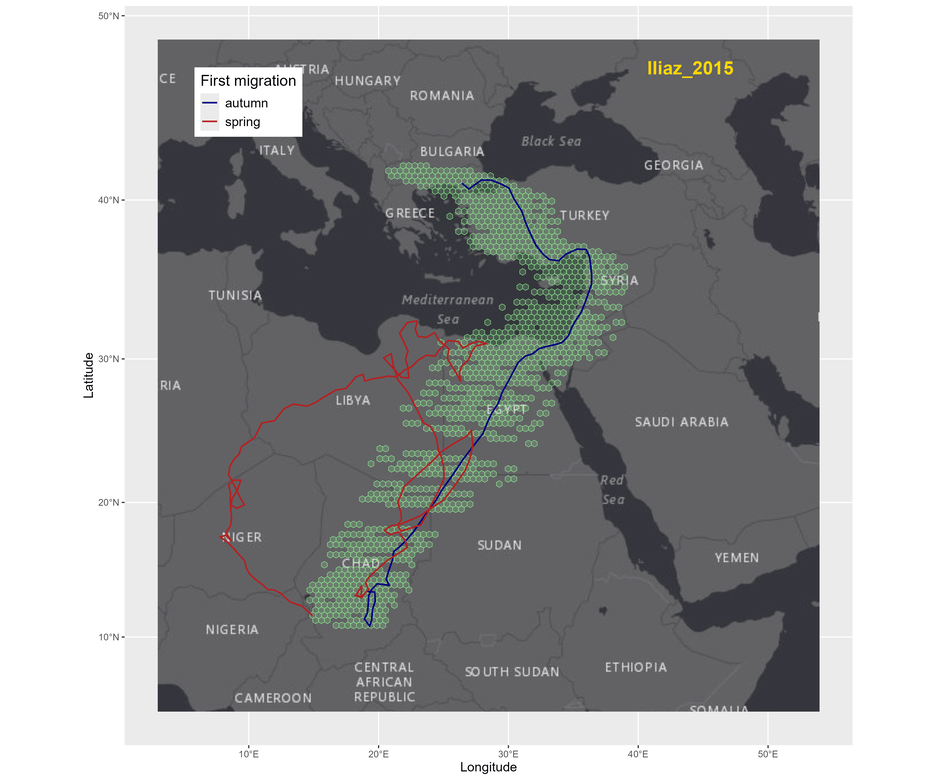 50°N
Iliaz_2015
CE
AUSTRIA
HUNGARY
First migration
autumn
spring
ROMANIA
Black Sea
ITALY
BULGARIA
GEORGIA
40°N
GREECE
TURKEY
SYRIA
TUNISIA
Mediterranean
Sea
30°N
RIA
LIBYA
EGYPT
SAUDI ARABIA
Latitude
Red
Sea
20°N
NIGER
SUDAN
CHAD
YEMEN
NIGERIA
10°N
CENTRAL
AFRICAN
REPUBLIC
SOUTH SUDAN
ETHIOPIA
CAMEROON
SOMALIA
10°E
20°E
30°E
40°E
50°E
Longitude